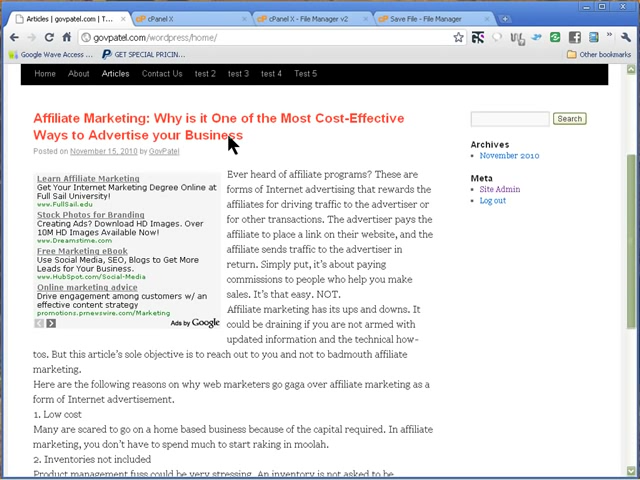 Articles | govpatel.com | T...
cPanel X
cPanel X - File Manager v2
Save File - File Manager
govpatel.com/wordpress/home/
Google Wave Access ...
GET SPECIAL PRICIN...
Other bookmarks
Home About Articles Contact Us test 2 test 3 test 4 Test 5
Affiliate Marketing: Why is it One of the Most Cost-Effective
Ways to Advertise your Business
Posted on November 15, 2010 by GovPatel
Learn Affiliate Marketing
Get Your Internet Marketing Degree Online at
Full Sail University!
www.FullSail.edu
Stock Photos for Branding
Creating Ads? Download HD Images. Over
10M HD Images Available Now!
www.Dreamstime.com
Free Marketing eBook
Use Social Media, SEO, Blogs to Get More
Leads for Your Business.
www.HubSpot.com/Social-Media
Online marketing advice
Drive engagement among customers w/ an
effective content strategy
promotions.prnewswire.com/Marketing
Ads by Google
Ever heard of affiliate programs? These are
forms of Internet advertising that rewards the
affiliates for driving traffic to the advertiser or
for other transactions. The advertiser pays the
affiliate to place a link on their website, and the
affiliate sends traffic to the advertiser in
return. Simply put, it's about paying
commissions to people who help you make
sales. It's that easy. NOT.
Affiliate marketing has its ups and downs. It
could be draining if you are not armed with
updated information and the technical how-
tos. But this article's sole objective is to reach out to you and not to badmouth affiliate
marketing.
Here are the following reasons on why web marketers go gaga over affiliate marketing as a
form of Internet advertisement.
1. Low cost
Many are scared to go on a home based business because of the capital required. In affiliate
marketing, you don't have to spend much to start raking in moolah.
2. Inventories not included
Product management fuss could be very stressing. An inventory is not asked to be
Search
Archives
November 2010
Meta
Site Admin
Log out